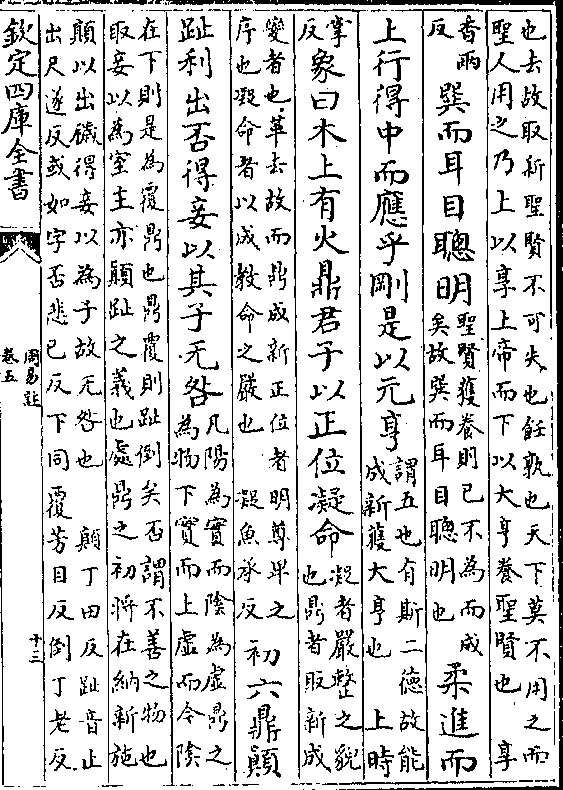 也去故取新聖賢不可失也飪孰也天下莫不用之而
聖人用之乃上以享上帝而下以大亨養聖賢也 享
香兩
反
巽而耳目聰明
聖賢獲養則已不為而成
矣故巽而耳目聰明也
柔進而
上行得中而應乎剛是以元亨
謂五也有斯二德故能
成新獲大亨也 上時
掌
反
象曰木上有火鼎君子以正位凝命
凝者嚴整之貌
也鼎者取新成
變者也革去故而鼎成新正位者明尊卑之
序也凝命者以成教命之嚴也 凝魚承反
初六鼎顛
趾利出否得妾以其子无咎
凡陽為實而陰為虛鼎之
為物下實而上虛而令陰
在下則是為覆鼎也鼎覆則趾倒矣否謂不善之物也
取妾以為室主亦顛趾之義也處鼎之初將在納新施
顛以出穢得妾以為子故无咎也 顛丁田反趾音止
出尺遂反或如字否悲已反下同覆芳目反倒丁老反
欽定四庫全書
周易註
卷五
十三